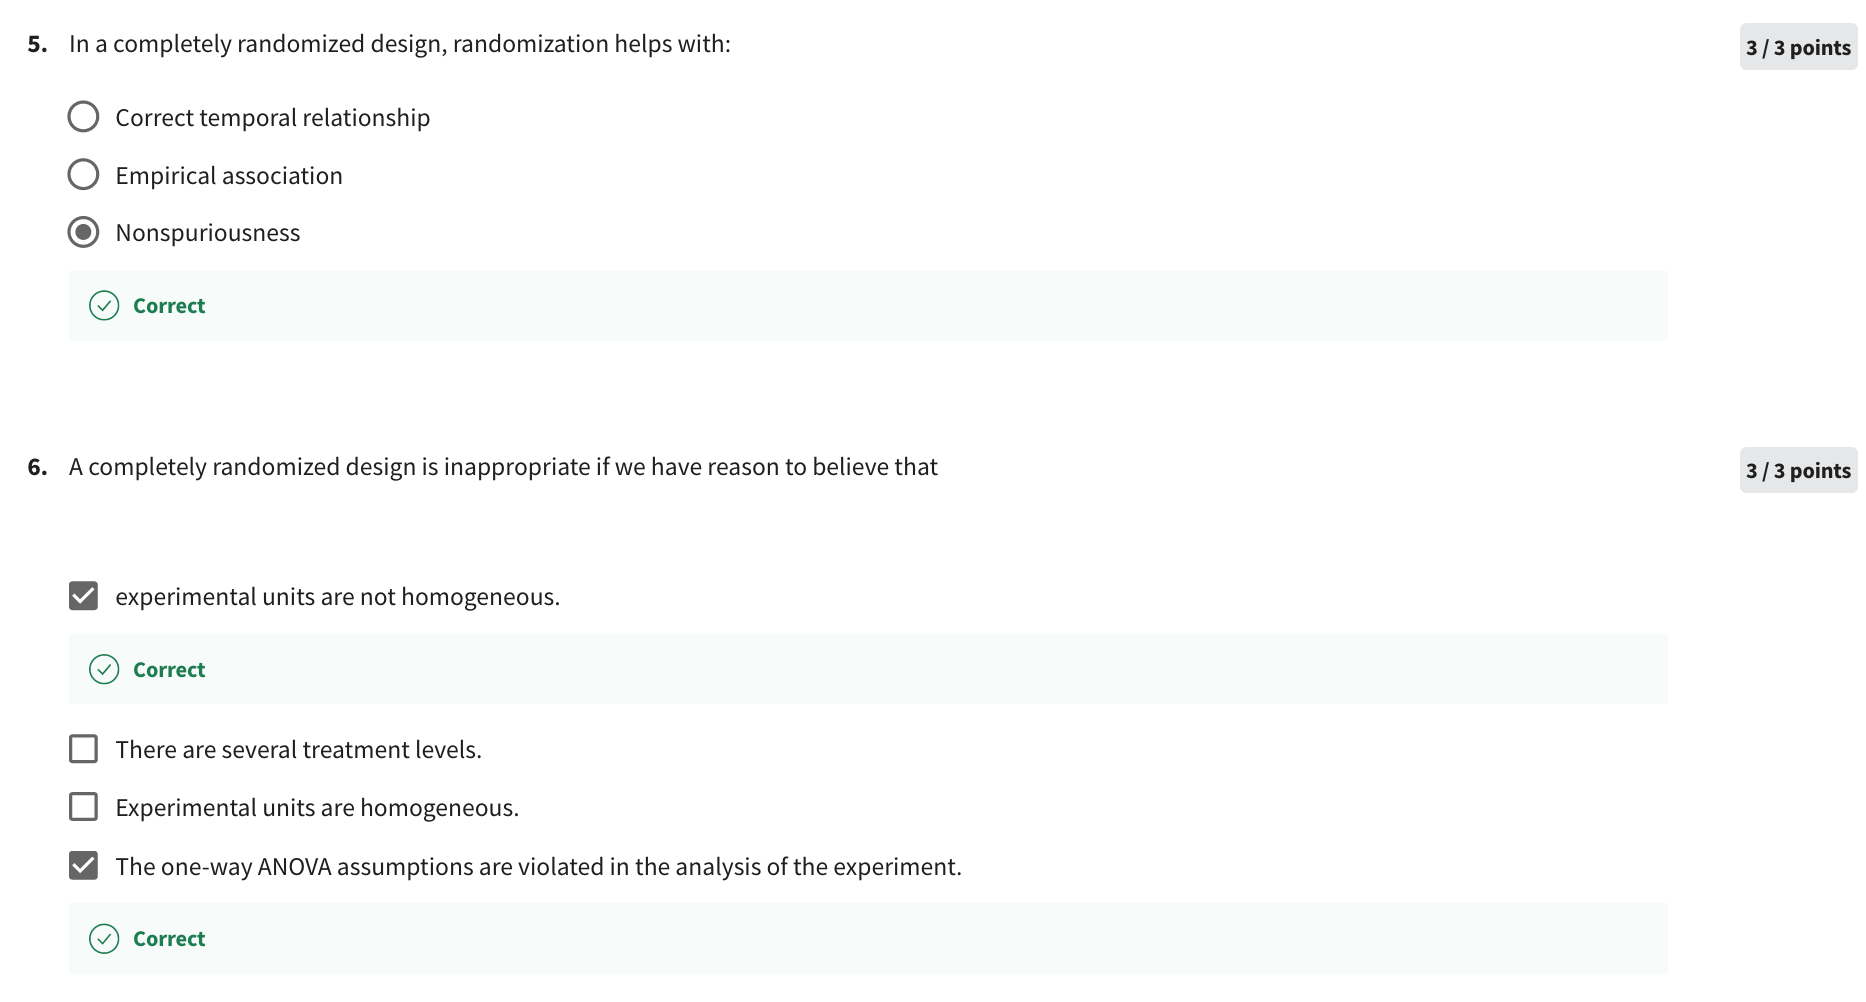 5. In a completely randomized design, randomization helps with:
3 / 3 points
Correct temporal relationship
Empirical association
Nonspuriousness
Correct
6. A completely randomized design is inappropriate if we have reason to believe that
3 / 3 points
experimental units are not homogeneous.
Correct
There are several treatment levels.
Experimental units are homogeneous.
The one-way ANOVA assumptions are violated in the analysis of the experiment.
Correct